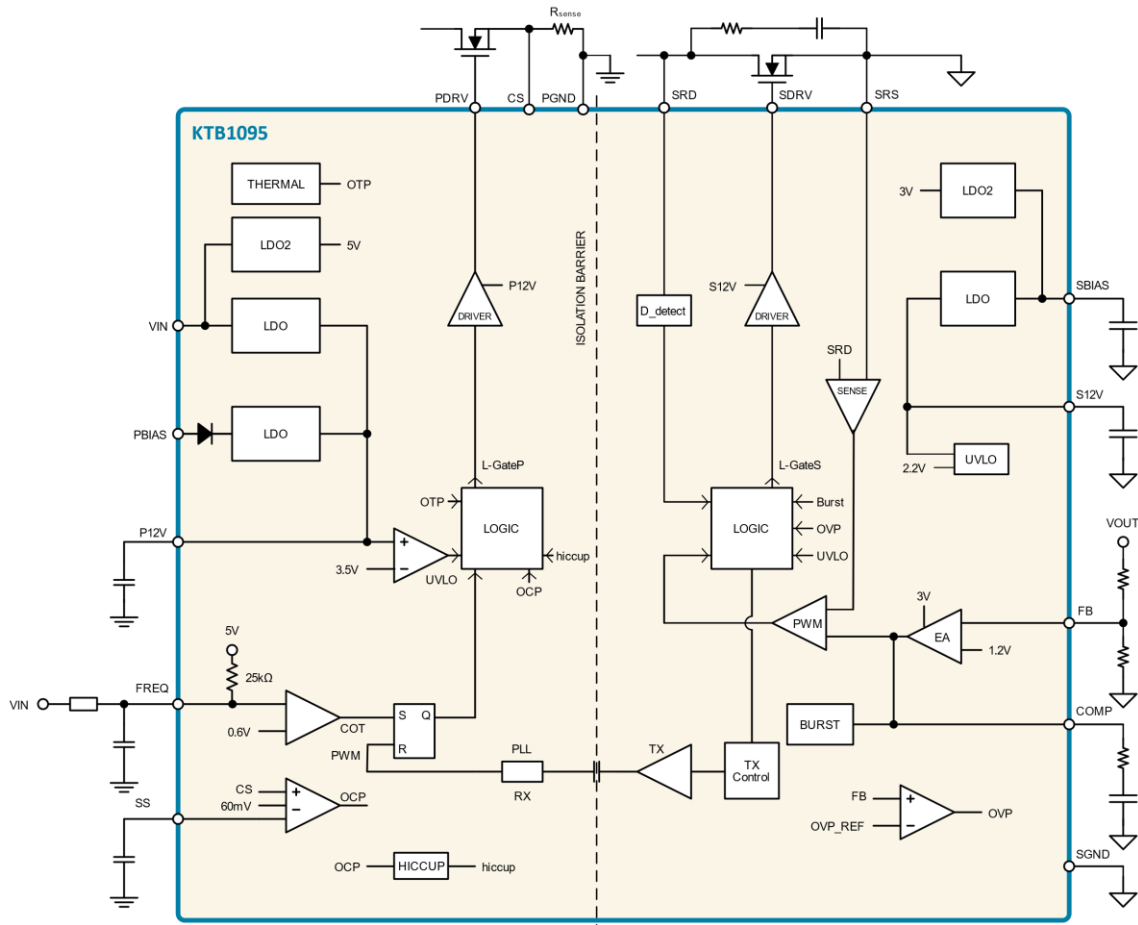 Rsense
PDRV
CS
PGND
SRD
SDRV
SRS
KTB1095
THERMAL
OTP
LDO2
5V
3V
LDO2
ISOLATION BARRIER
P12V
DRIVER
S12V
DRIVER
D_detect
LDO
SBIAS
VIN
LDO
SRD
SENSE
S12V
PBIAS
LDO
UVLO
2.2V
L-GateP
L-GateS
OTP
LOGIC
hiccup
OCP
LOGIC
Burst
OVP
UVLO
VOUT
P12V
3.5V
UVLO
3V
FB
PWM
EA
1.2V
5V
25kΩ
FREQ
VIN
0.6V
COT
S
Q
R
PWM
PLL
RX
TX
TX
Control
BURST
COMP
SS
CS
60mV
OCP
FB
OVP_REF
OVP
OCP
HICCUP
hiccup
SGND